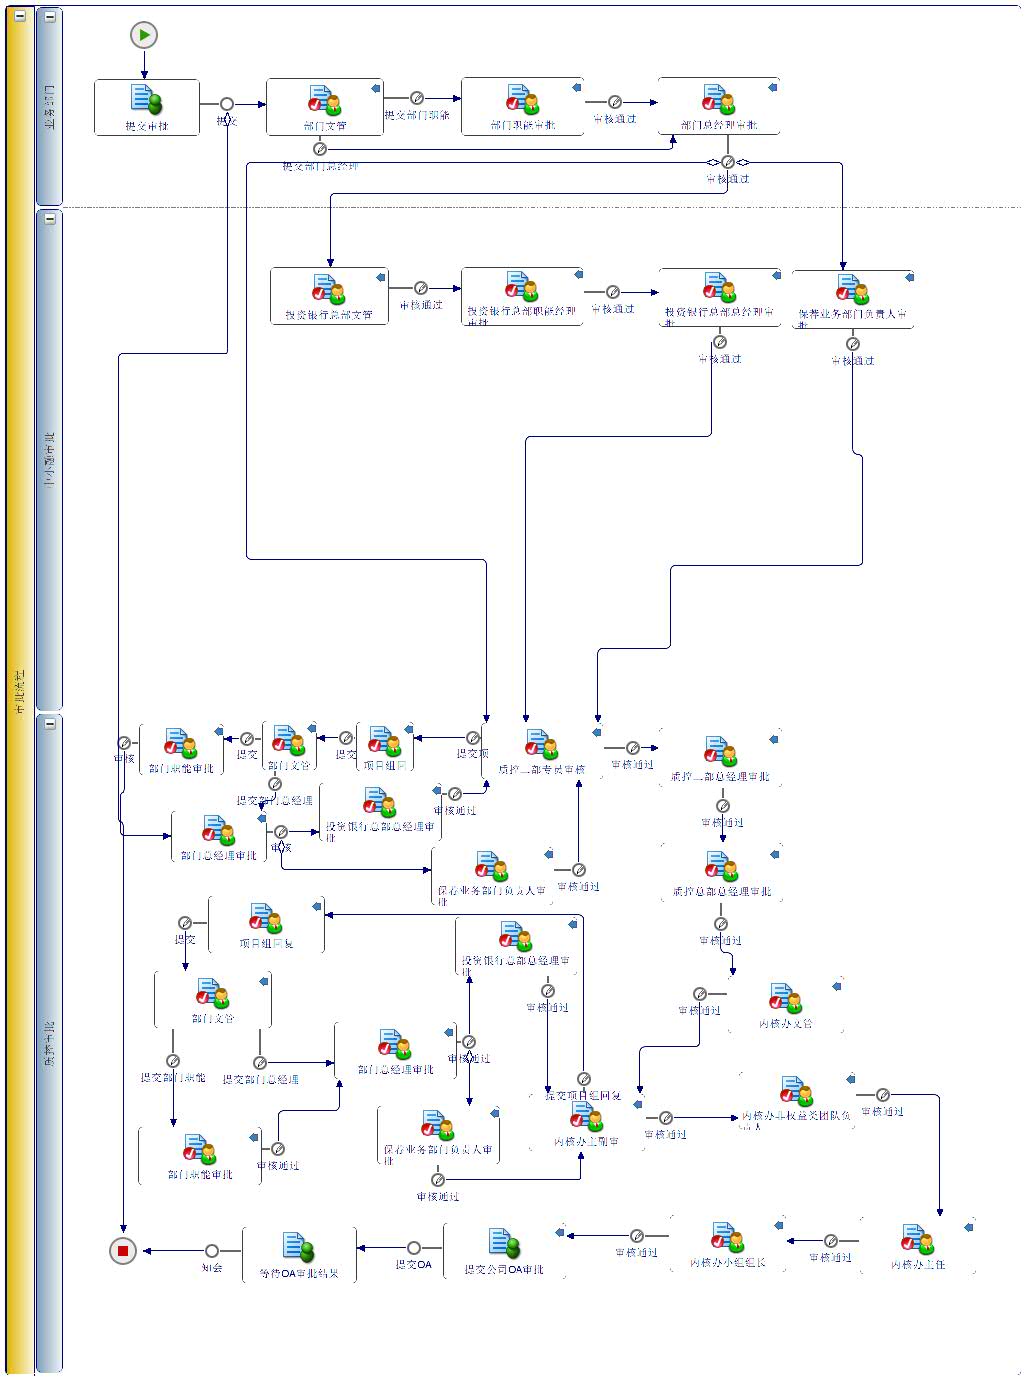 审批流程
业务部门
提交审批
提交
部门文管
提交部门职能
部门职能审批
审核通过
部门总经理审批
提交部门总经理
审核通过
中小融审批
投资银行总部文管
审核通过
投资银行总部职能经理
审批
审核通过
投资银行总部总经理审
批
保荐业务部门负责人审
批
审核通过
审核通过
质控审批
审核
部门职能审批
提交
部门文管
提交
项目组回
提交项
质控二部专员审核
审核通过
质控二部总经理审批
提交部门总经理
投资银行总部总经理审
批
审核通过
审核通过
部门总经理审批
审核
保荐业务部门负责人审
批
审核通过
质控总部总经理审批
提交
项目组回复
投资银行总部总经理审
批
审核通过
部门文管
审核通过
审核通过
内核办文管
提交部门职能
提交部门总经理
部门总经理审批
审核通过
提交项目组回复
内核办主副审
审核通过
内核办非权益类团队负
责人
审核通过
部门职能审批
审核通过
保荐业务部门负责人审
批
审核通过
知会
等待OA审批结果
提交OA
提交公司OA审批
审核通过
内核办小组组长
审核通过
内核办主任